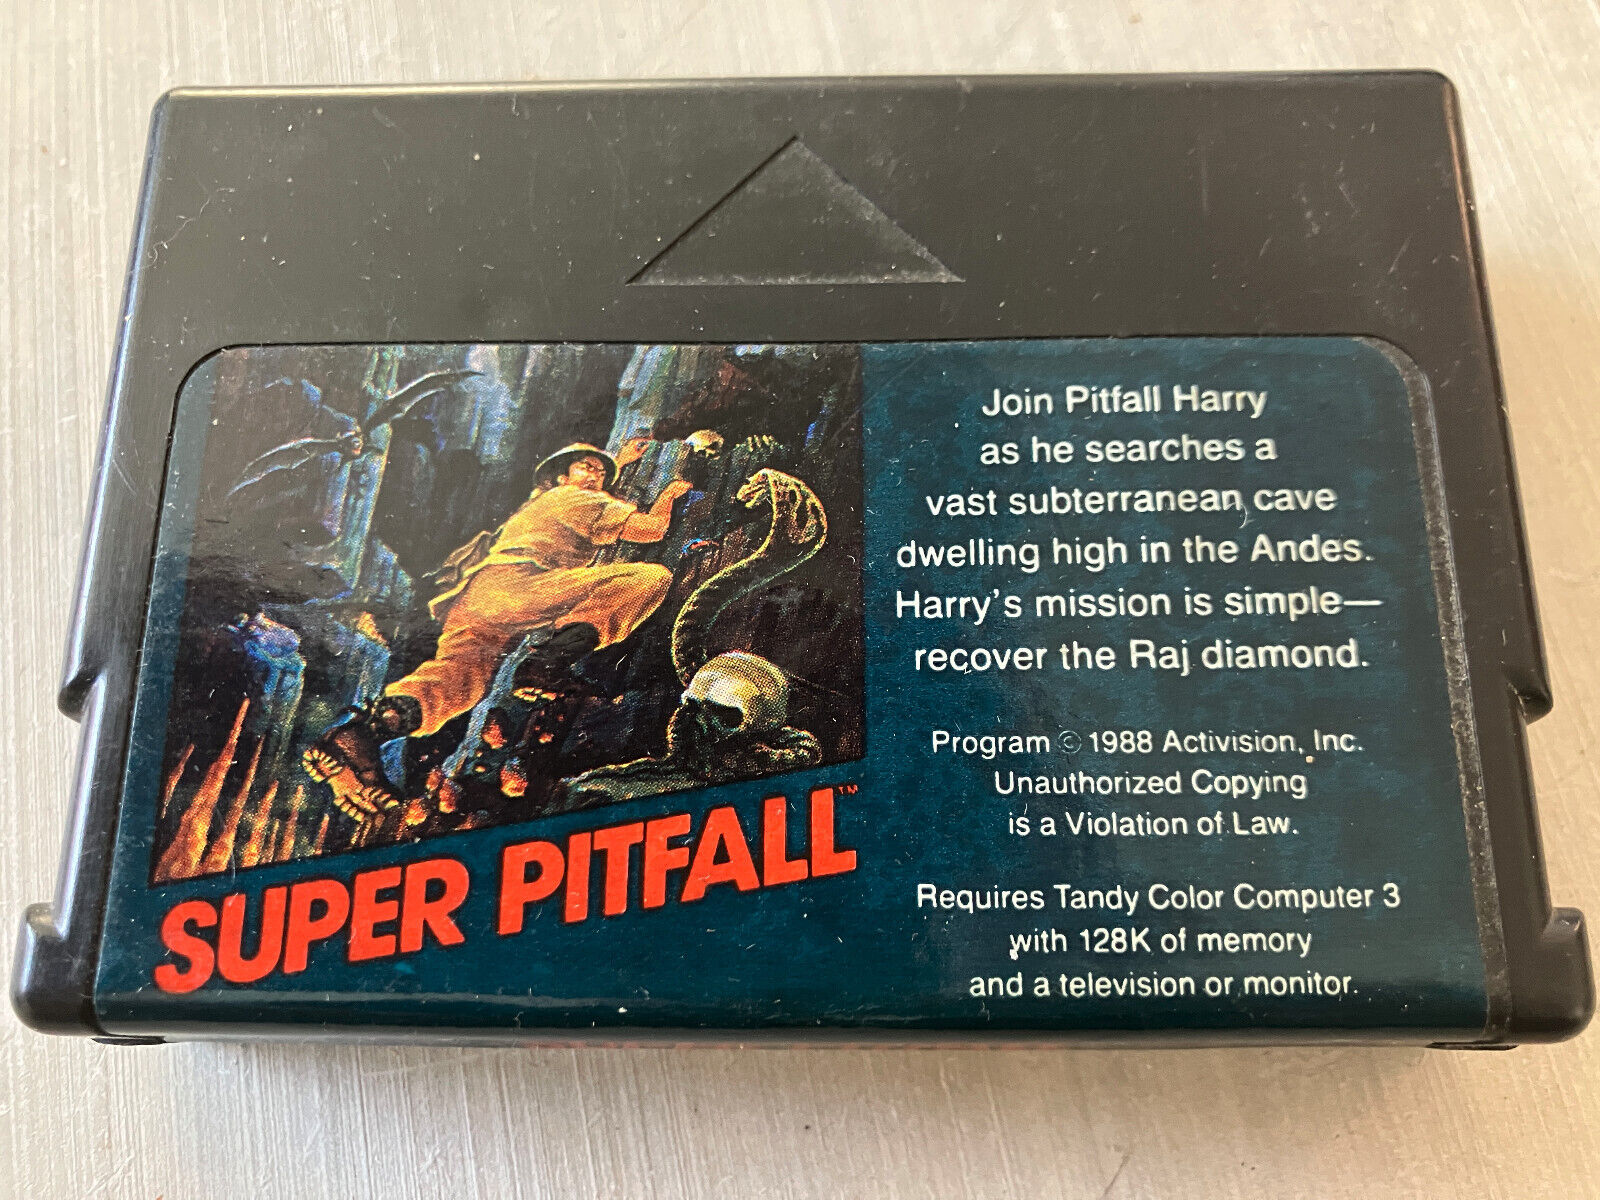 SUPER PITFALL™
Join Pitfall Harry
as he searches a
vast subterranean cave
dwelling high in the Andes.
Harry's mission is simple—
recover the Raj diamond.
Program © 1988 Activision, Inc.
Unauthorized Copying
is a Violation of Law.
Requires Tandy Color Computer 3
with 128K of memory
and a television or monitor.